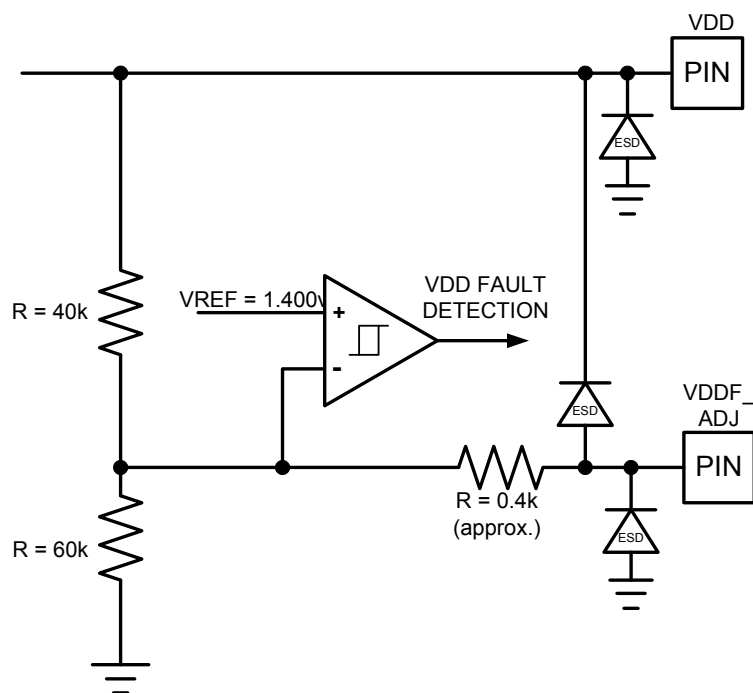 VDD
PIN
ESD
R = 40k
VREF = 1.400v
+
-
VDD FAULT
DETECTION
ESD
VDDF_
ADJ
PIN
R = 0.4k
(approx.)
ESD
R = 60k